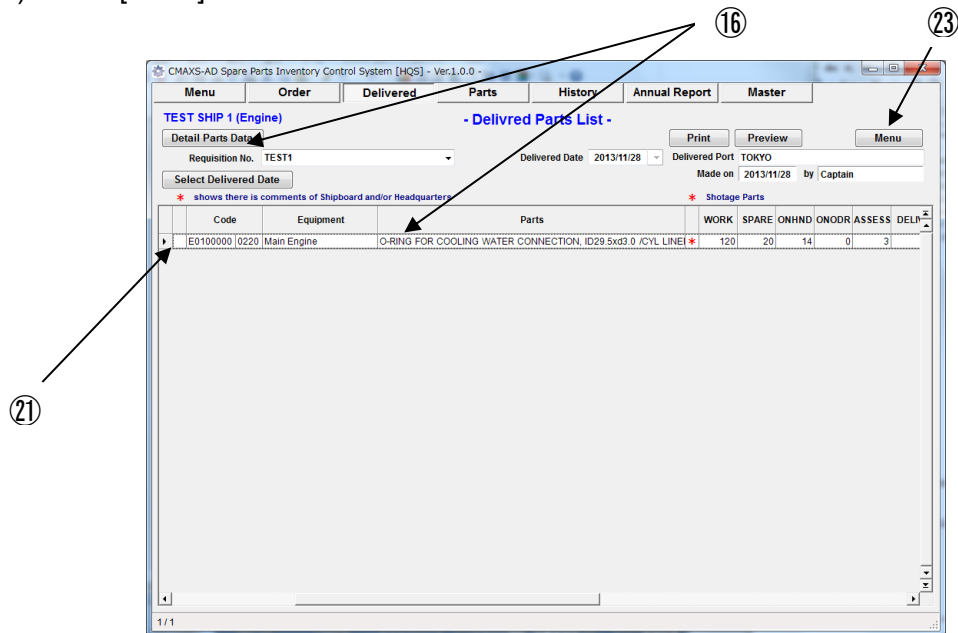 ⑯ ㉓
CMAXS-AD Spare Parts Inventory Control System [HQS] - Ver.1.0.0 -
Menu Order Delivered Parts History Annual Report Master
TEST SHIP 1 (Engine) - Delivred Parts List -
Detail Parts Data Print Preview Menu
Requisition No. TEST1 Delivered Date 2013/11/28 Delivered Port TOKYO
Select Delivered Date Made on 2013/11/28 by Captain
* shows there is comments of Shipboard and/or Headquarters * Shotage Parts
Code Equipment Parts WORK SPARE ONHND ONODR ASSESS
E0100000 0220 Main Engine O-RING FOR COOLING WATER CONNECTION, ID29.5xd3.0 /CYL * 120 20 14 0 3
㉑
1 / 1